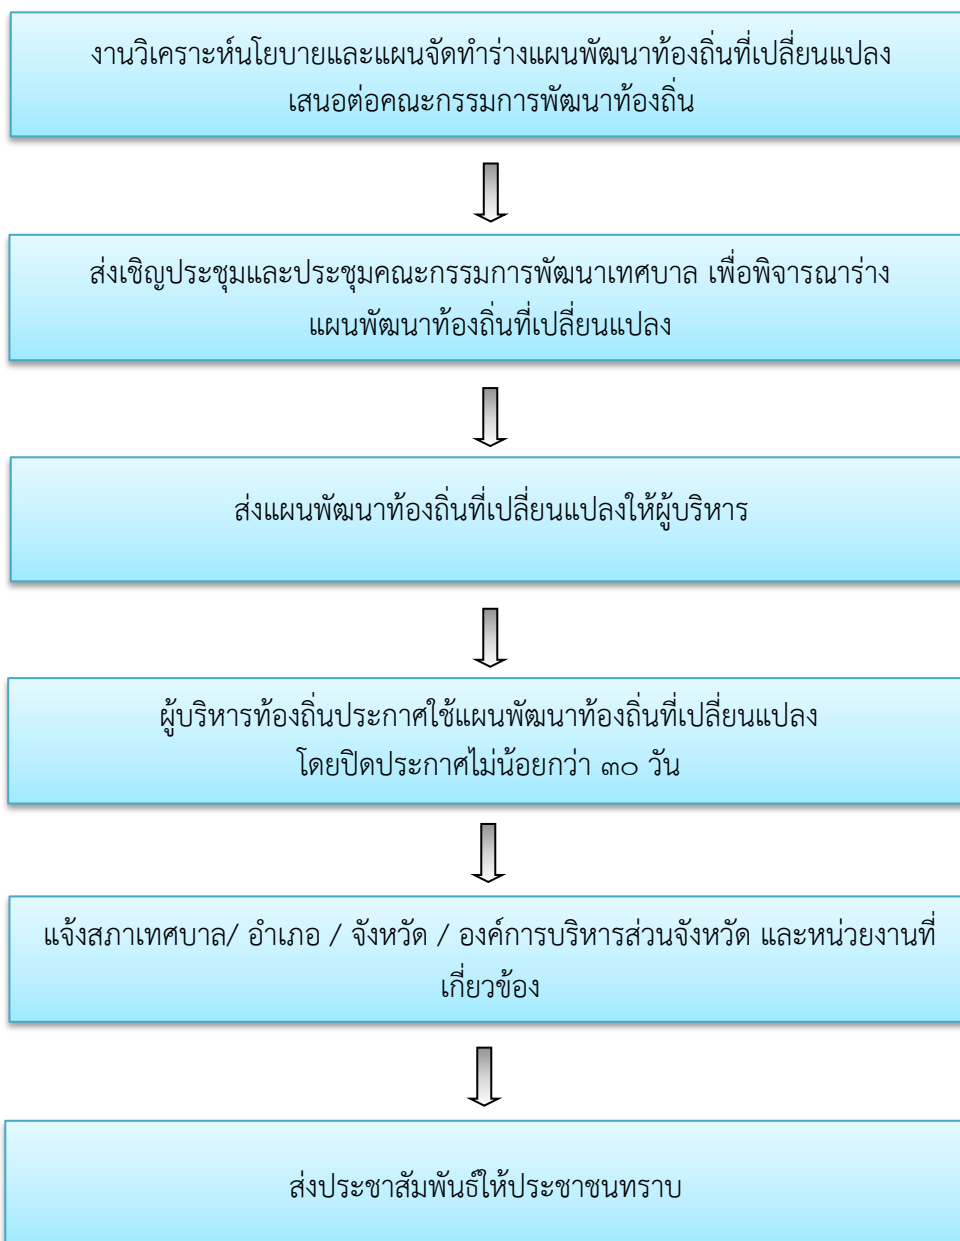 งานวิเคราะห์นโยบายและแผนจัดทำร่างแผนพัฒนาท้องถิ่นที่เปลี่ยนแปลง
เสนอต่อคณะกรรมการพัฒนาท้องถิ่น
ส่งเชิญประชุมและประชุมคณะกรรมการพัฒนาเทศบาล เพื่อพิจารณาร่าง
แผนพัฒนาท้องถิ่นที่เปลี่ยนแปลง
ส่งแผนพัฒนาท้องถิ่นที่เปลี่ยนแปลงให้ผู้บริหาร
ผู้บริหารท้องถิ่นประกาศใช้แผนพัฒนาท้องถิ่นที่เปลี่ยนแปลง
โดยปิดประกาศไม่น้อยกว่า ๓๐ วัน
แจ้งสภาเทศบาล/ อำเภอ / จังหวัด / องค์การบริหารส่วนจังหวัด และหน่วยงานที่
เกี่ยวข้อง
ส่งประชาสัมพันธ์ให้ประชาชนทราบ